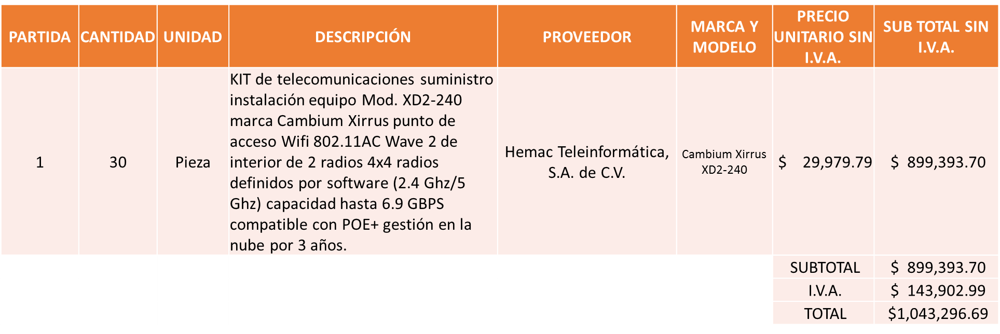 PARTIDA
CANTIDAD
UNIDAD
DESCRIPCIÓN
PROVEEDOR
MARCA Y
MODELO
PRECIO
UNITARIO SIN
I.V.A.
SUB TOTAL SIN
I.V.A.
1
30
Pieza
KIT de telecomunicaciones suministro
instalación equipo Mod. XD2-240
marca Cambium Xirrus punto de
acceso Wifi 802.11AC Wave 2 de
interior de 2 radios 4x4 radios
definidos por software (2.4 Ghz/5
Ghz) capacidad hasta 6.9 GBPS
compatible con POE+ gestión en la
nube por 3 años.
Hemac Teleinformática,
S.A. de C.V.
Cambium Xirrus
XD2-240
$ 29,979.79
$ 899,393.70
SUBTOTAL $ 899,393.70
I.V.A. $ 143,902.99
TOTAL $1,043,296.69